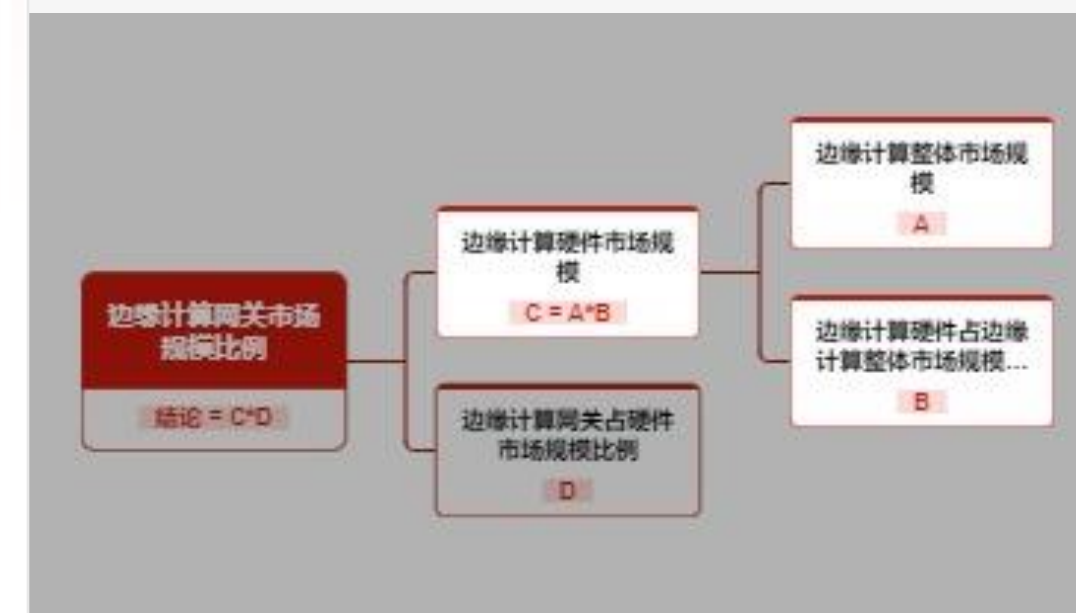 边缘计算网关市场
规模比例
结论 = C*D
边缘计算硬件市场规
模
C = A*B
边缘计算网关占硬件
市场规模比例
D
边缘计算整体市场规
模
A
边缘计算硬件占边缘
计算整体市场规模...
B